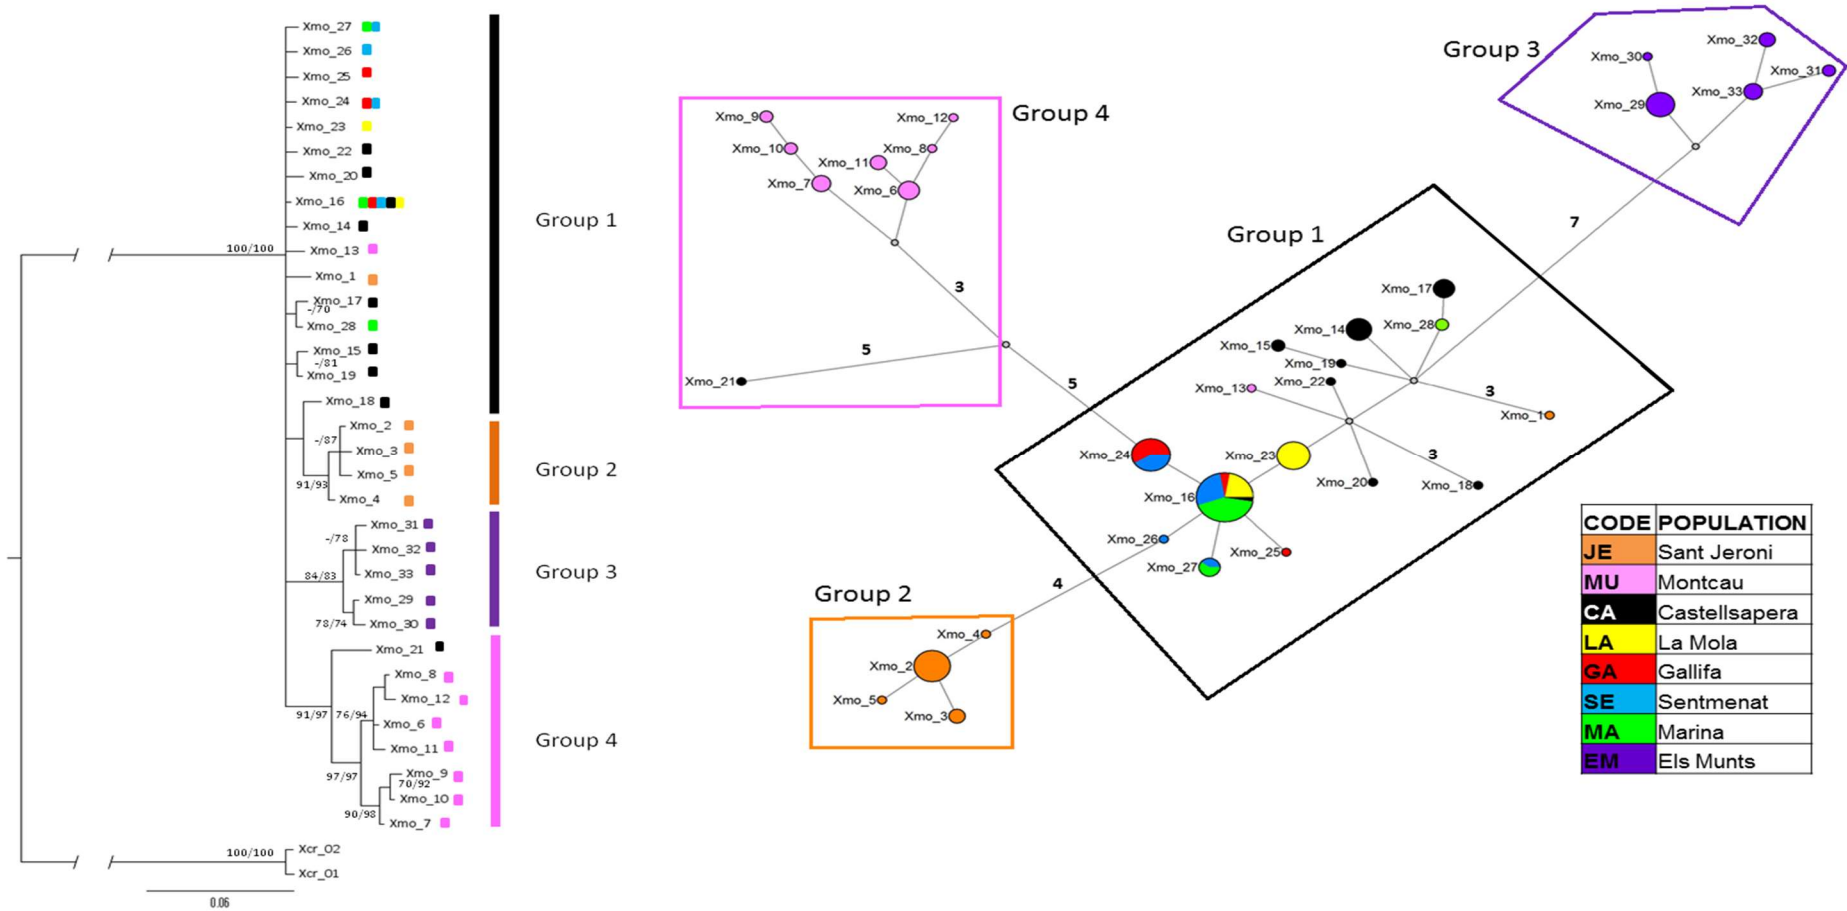 Xmo_27
Xmo_26
Xmo_25
Xmo_24
Xmo_23
Xmo_22
Xmo_20
Xmo_16
Xmo_14
Xmo_13
Xmo_1
Xmo_17
Xmo_28
Xmo_15
Xmo_19
Xmo_18
Xmo_2
Xmo_3
Xmo_5
Xmo_4
Xmo_31
Xmo_32
Xmo_33
Xmo_29
Xmo_30
Xmo_21
Xmo_8
Xmo_12
Xmo_6
Xmo_11
Xmo_9
Xmo_10
Xmo_7
Xcr_02
Xcr_01
100/100
-/70
-/81
-/87
91/93
-/78
84/83
78/74
91/97
76/94
97/97
70/92
90/98
100/100
0.06
Group 1
Group 2
Group 3
Group 4
Group 4
Xmo_9
Xmo_12
Xmo_10
Xmo_8
Xmo_11
Xmo_7
Xmo_6
3
5
Xmo_21
5
Group 3
Xmo_32
Xmo_30
Xmo_31
Xmo_33
Xmo_29
7
Group 1
Xmo_17
Xmo_28
Xmo_14
Xmo_15
Xmo_19
Xmo_22
Xmo_13
3
Xmo_1
Xmo_24
Xmo_23
3
Xmo_20
Xmo_18
Xmo_16
Xmo_26
Xmo_25
Xmo_27
4
Group 2
Xmo_4
Xmo_2
Xmo_5
Xmo_3
CODE POPULATION
JE Sant Jeroni
MU Montcau
CA Castellsapera
LA La Mola
GA Gallifa
SE Sentmenat
MA Marina
EM Els Munts